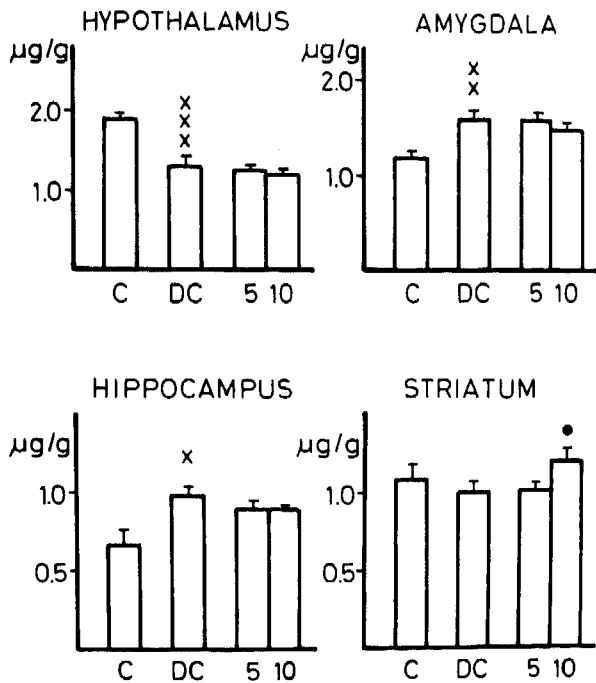 HYPOTHALAMUS
µg/g
x
x
x
2.0
1.0
C DC 5 10
AMYGDALA
µg/g
x
x
2.0
1.0
C DC 5 10
HIPPOCAMPUS
µg/g
x
1.0
0.5
C DC 5 10
STRIATUM
µg/g
•
1.0
0.5
C DC 5 10